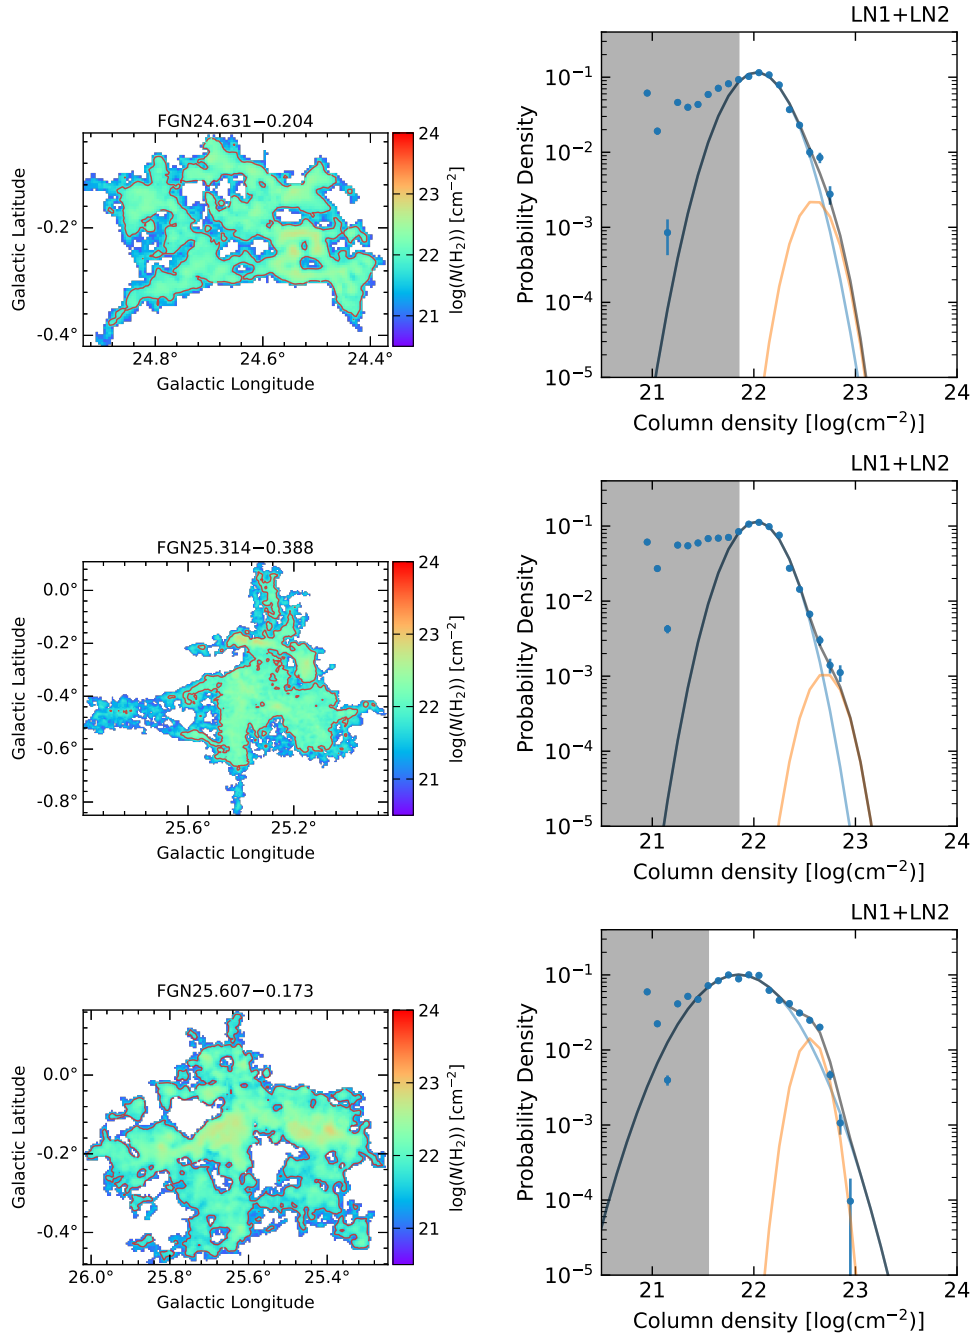 FGN24.631−0.204
Galactic Latitude
-0.2
-0.4
24.8° 24.6° 24.4°
Galactic Longitude
24
23
22
21
log(N(H₂)) [cm⁻²]
LN1+LN2
Probability Density
10⁻¹
10⁻²
10⁻³
10⁻⁴
10⁻⁵
21 22 23 24
Column density [log(cm⁻²)]
FGN25.314−0.388
Galactic Latitude
0.0°
-0.2
-0.4
-0.6
-0.8
25.6° 25.2°
Galactic Longitude
24
23
22
21
log(N(H₂)) [cm⁻²]
LN1+LN2
Probability Density
10⁻¹
10⁻²
10⁻³
10⁻⁴
10⁻⁵
21 22 23 24
Column density [log(cm⁻²)]
FGN25.607−0.173
Galactic Latitude
0.0°
-0.2
-0.4
26.0° 25.8° 25.6° 25.4°
Galactic Longitude
24
23
22
21
log(N(H₂)) [cm⁻²]
LN1+LN2
Probability Density
10⁻¹
10⁻²
10⁻³
10⁻⁴
10⁻⁵
21 22 23 24
Column density [log(cm⁻²)]